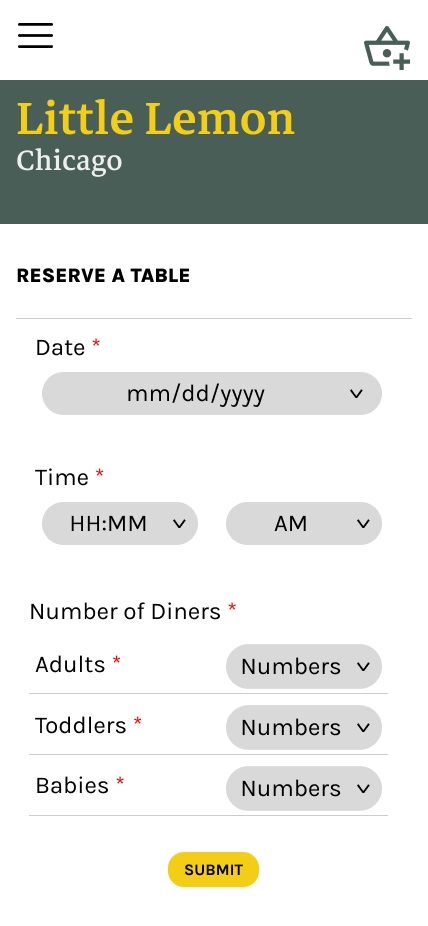 Little Lemon
Chicago
RESERVE A TABLE
Date *
mm/dd/yyyy
Time *
HH:MM AM
Number of Diners *
Adults * Numbers
Toddlers * Numbers
Babies * Numbers
SUBMIT